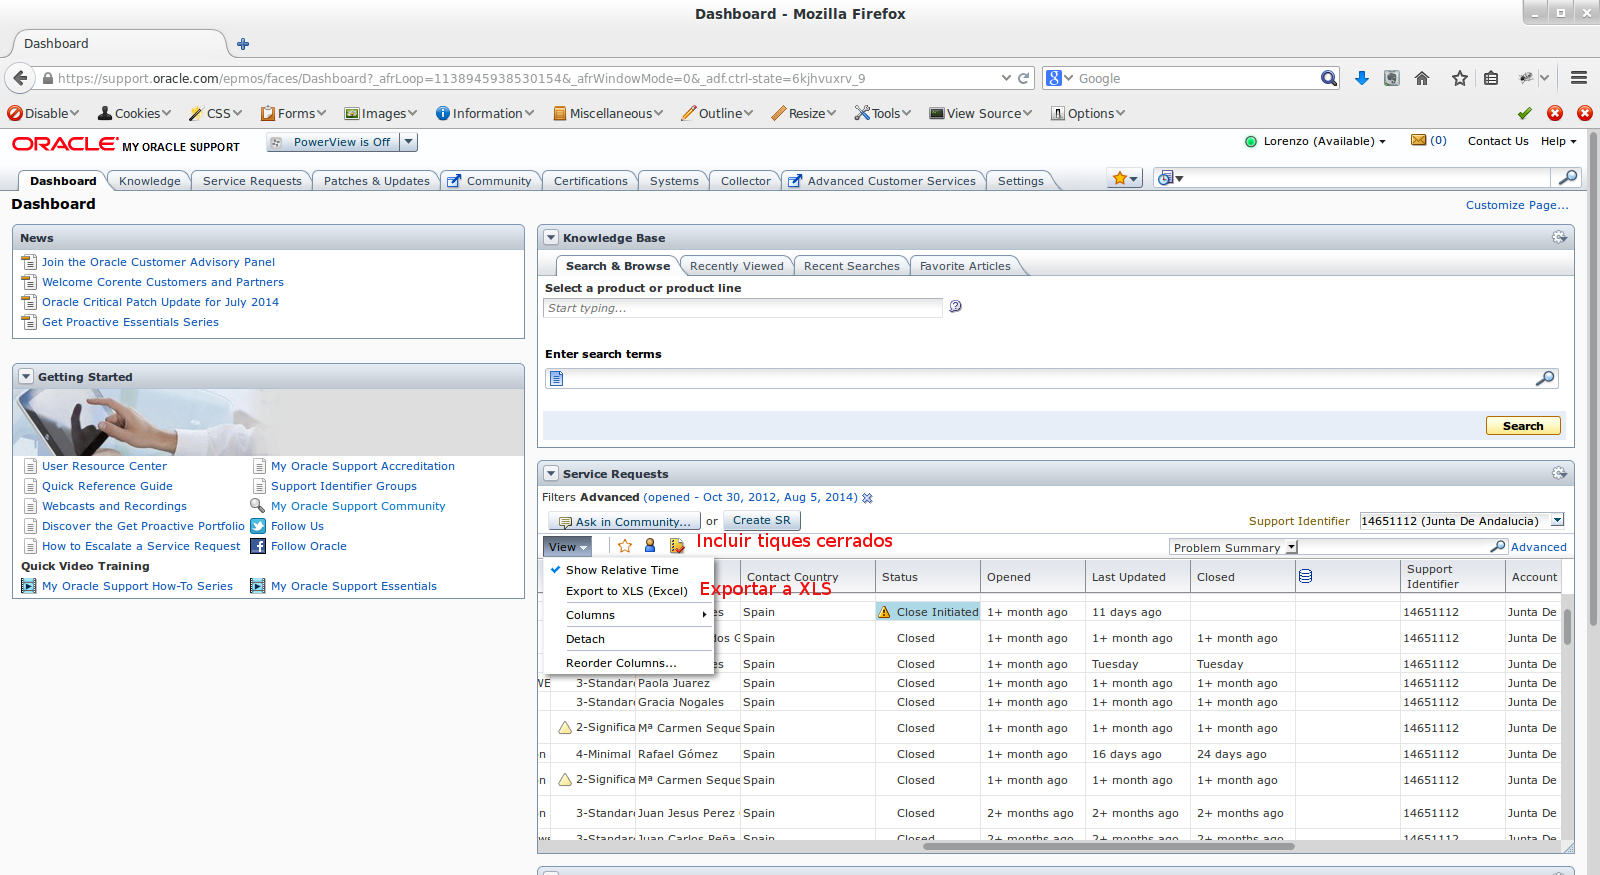 Dashboard - Mozilla Firefox
Dashboard
https://support.oracle.com/epmos/faces/Dashboard?_afrLoop=1138945938530154&_afrWindowMode=0&_adf.ctrl-state=6kjhvuxrv_9
Google
Disable Cookies CSS Forms Images Information Miscellaneous Outline Resize Tools View Source Options
ORACLE MY ORACLE SUPPORT PowerView is Off Lorenzo (Available) (0) Contact Us Help
Dashboard Knowledge Service Requests Patches & Updates Community Certifications Systems Collector Advanced Customer Services Settings
Dashboard
Customize Page...
News
Join the Oracle Customer Advisory Panel
Welcome Corente Customers and Partners
Oracle Critical Patch Update for July 2014
Get Proactive Essentials Series
Getting Started
User Resource Center My Oracle Support Accreditation
Quick Reference Guide Support Identifier Groups
Webcasts and Recordings My Oracle Support Community
Discover the Get Proactive Portfolio Follow Us
How to Escalate a Service Request Follow Oracle
Quick Video Training
My Oracle Support How-To Series My Oracle Support Essentials
Knowledge Base
Search & Browse Recently Viewed Recent Searches Favorite Articles
Select a product or product line
Start typing...
Enter search terms
Search
Service Requests
Filters Advanced (opened - Oct 30, 2012, Aug 5, 2014)
Ask in Community... or Create SR Support Identifier 14651112 (Junta De Andalucia)
View Incluir tiques cerrados Problem Summary Advanced
Show Relative Time
Export to XLS (Excel) Exportar a XLS
Columns
Detach
Reorder Columns...
Contact Country Status Opened Last Updated Closed Support Identifier Account
es Spain Close Initiated 1+ month ago 11 days ago 14651112 Junta De
dos G Spain Closed 1+ month ago 1+ month ago 1+ month ago 14651112 Junta De
es Spain Closed 1+ month ago Tuesday Tuesday 14651112 Junta De
WE 3-Standard Paola Juarez Spain Closed 1+ month ago 1+ month ago 1+ month ago 14651112 Junta De
3-Standard Gracia Nogales Spain Closed 1+ month ago 1+ month ago 1+ month ago 14651112 Junta De
2-Significa Mª Carmen Seque Spain Closed 1+ month ago 1+ month ago 1+ month ago 14651112 Junta De
on 4-Minimal Rafael Gómez Spain Closed 1+ month ago 16 days ago 24 days ago 14651112 Junta De
on 2-Significa Mª Carmen Seque Spain Closed 1+ month ago 1+ month ago 1+ month ago 14651112 Junta De
on 3-Standard Juan Jesus Perez Spain Closed 2+ months ago 2+ months ago 2+ months ago 14651112 Junta De
3-Standard Juan Carlos Peña Spain Closed 2+ months ago 2+ months ago 2+ months ago 14651112 Junta De